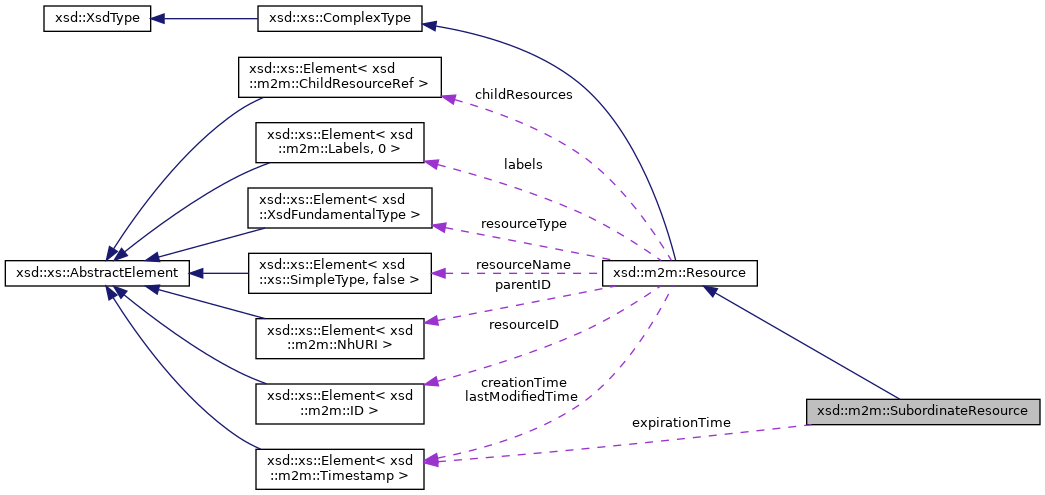 xsd::XsdType
xsd::xs::ComplexType
xsd::xs::Element< xsd
::m2m::ChildResourceRef >
childResources
xsd::xs::Element< xsd
::m2m::Labels, 0 >
labels
xsd::xs::Element< xsd
::XsdFundamentalType >
resourceType
xsd::xs::AbstractElement
xsd::xs::Element< xsd
::xs::SimpleType, false >
resourceName
xsd::m2m::Resource
parentID
xsd::xs::Element< xsd
::m2m::NhURI >
resourceID
xsd::xs::Element< xsd
::m2m::ID >
creationTime
lastModifiedTime
xsd::m2m::SubordinateResource
expirationTime
xsd::xs::Element< xsd
::m2m::Timestamp >